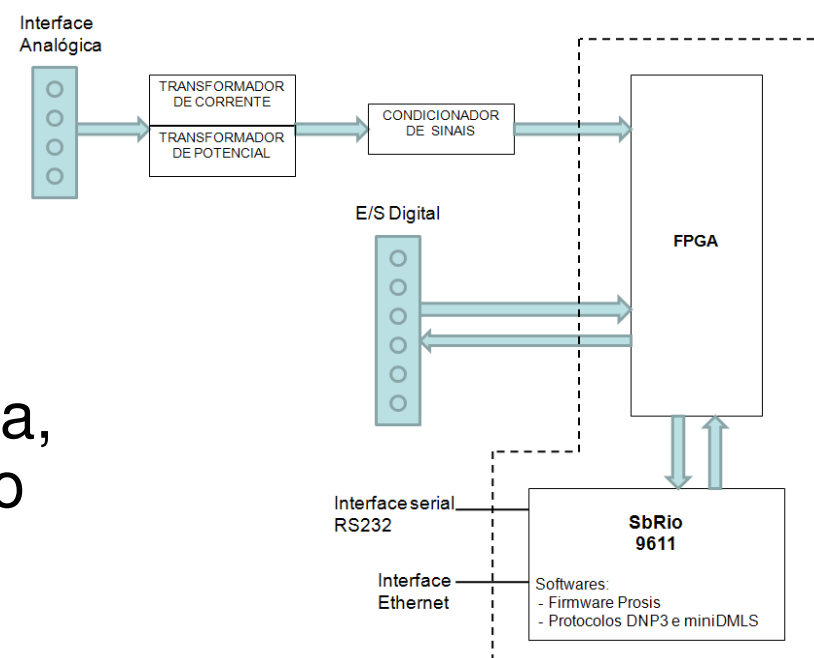 Interface
Analógica
TRANSFORMADOR
DE CORRENTE
TRANSFORMADOR
DE POTENCIAL
CONDICIONADOR
DE SINAIS
E/S Digital
FPGA
a,
o
Interface serial
RS232
SbRio
9611
Interface
Ethernet
Softwares:
- Firmware Prosis
- Protocolos DNP3 e miniDMLS